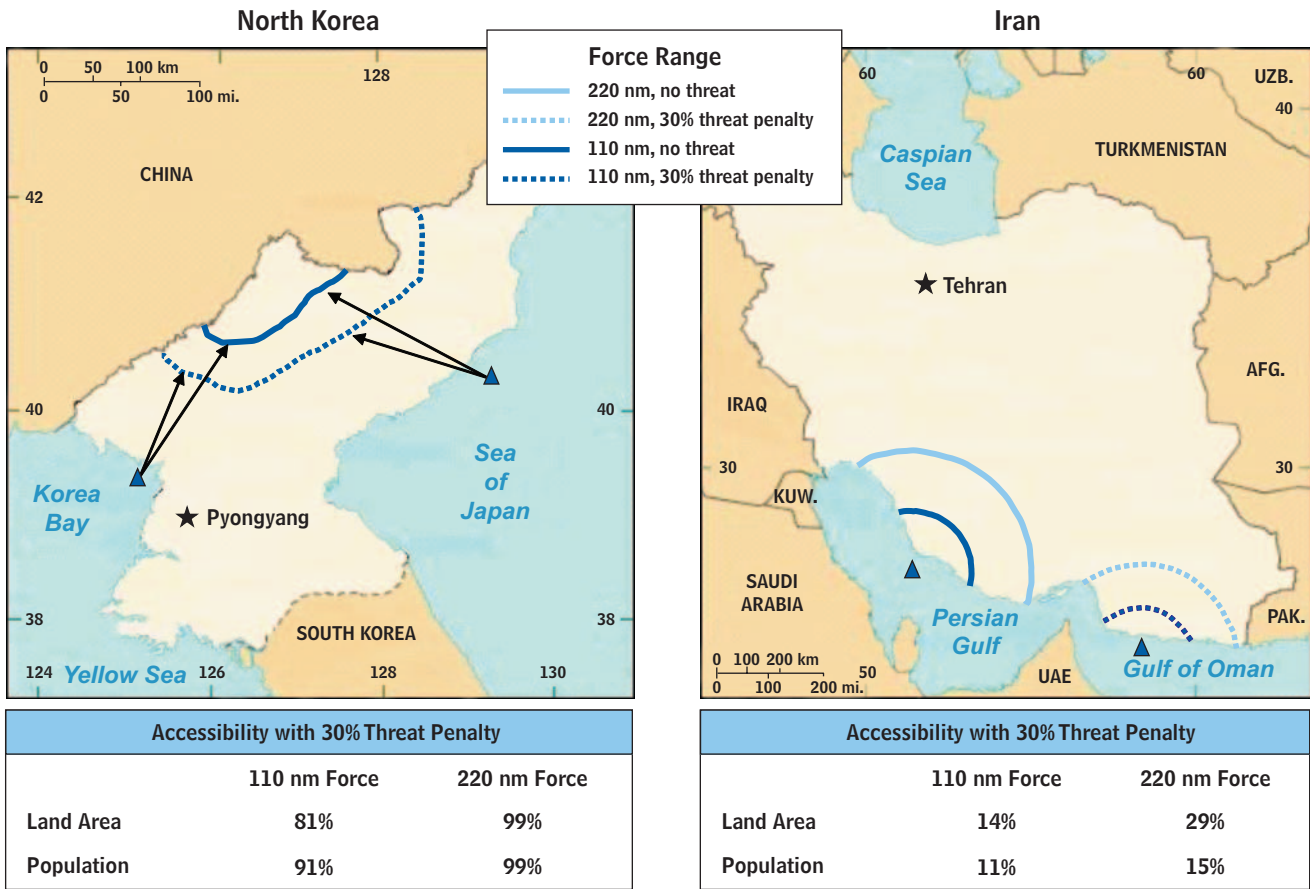 North Korea
Iran
Force Range
220 nm, no threat
220 nm, 30% threat penalty
110 nm, no threat
110 nm, 30% threat penalty
0 50 100 km
0 50 100 mi.
128
CHINA
42
40
40
Korea
Bay
Pyongyang
Sea
of
Japan
38
38
SOUTH KOREA
Yellow Sea
124
126
128
130
60
60
UZB.
40
Caspian
Sea
TURKMENISTAN
Tehran
AFG.
IRAQ
30
30
KUW.
SAUDI
ARABIA
Persian
Gulf
PAK.
Gulf of Oman
UAE
0 100 200 km
50
0 100 200 mi.
Accessibility with 30% Threat Penalty
110 nm Force 220 nm Force
Land Area 81% 99%
Population 91% 99%
Accessibility with 30% Threat Penalty
110 nm Force 220 nm Force
Land Area 14% 29%
Population 11% 15%